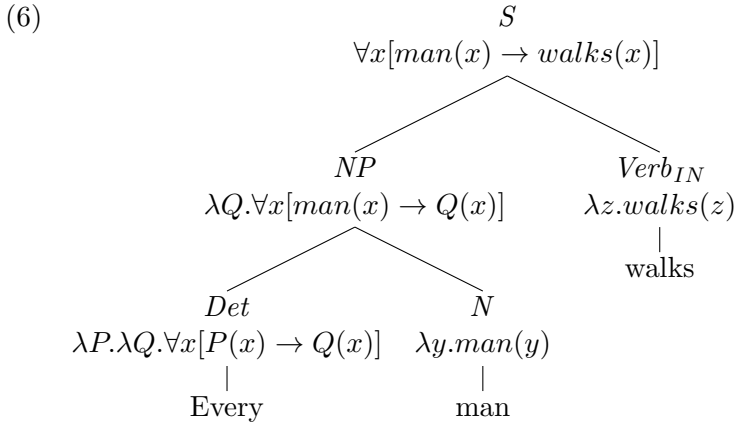 (6) S
∀x[man(x) → walks(x)]
NP Verb_IN
λQ.∀x[man(x) → Q(x)] λz.walks(z)
walks
Det N
λP.λQ.∀x[P(x) → Q(x)] λy.man(y)
Every man